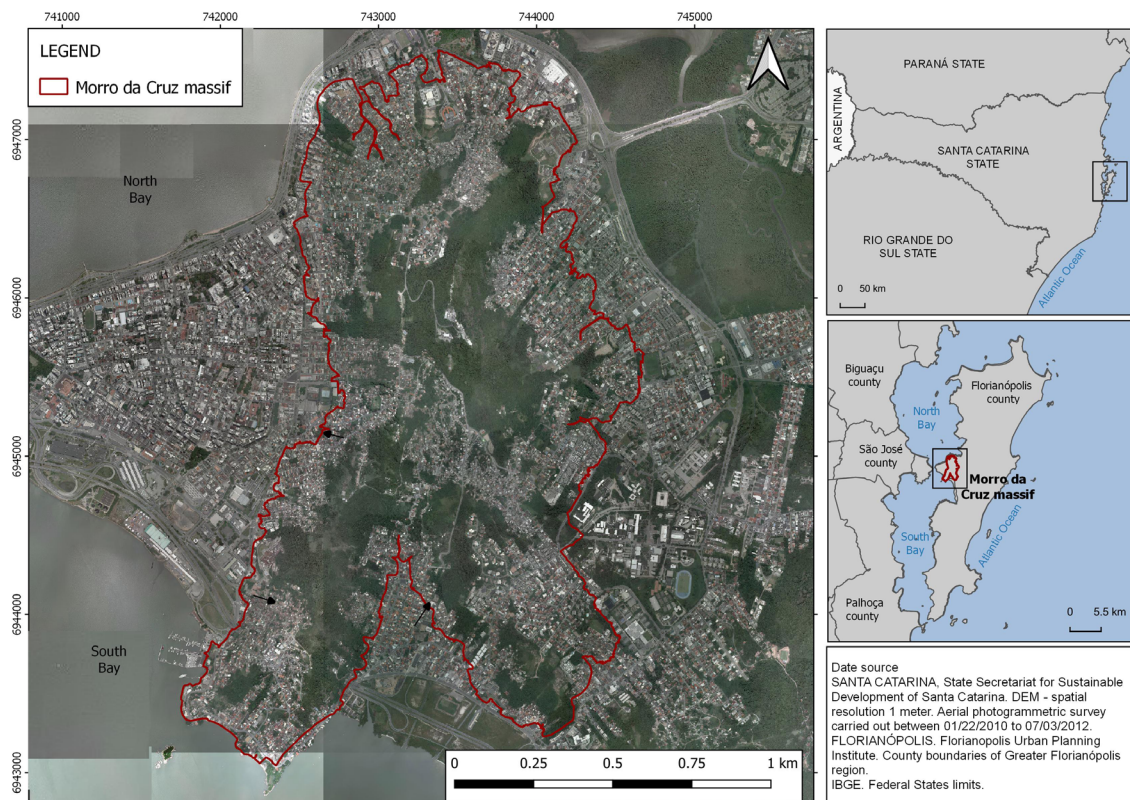 741000
742000
743000
744000
745000
LEGEND
Morro da Cruz massif
6947000
6946000
6945000
6944000
6943000
North
Bay
South
Bay
0
0.25
0.50
0.75
1 km
PARANÁ STATE
ARGENTINA
SANTA CATARINA
STATE
RIO GRANDE DO
SUL STATE
Atlantic Ocean
0
50 km
Biguaçu
county
Florianópolis
county
North
Bay
São José
county
Morro da
Cruz massif
South
Bay
Atlantic Ocean
Palhoça
county
0
5.5 km
Date source
SANTA CATARINA, State Secretariat for Sustainable
Development of Santa Catarina. DEM - spatial
resolution 1 meter. Aerial photogrammetric survey
carried out between 01/22/2010 to 07/03/2012.
FLORIANÓPOLIS. Florianopolis Urban Planning
Institute. County boundaries of Greater Florianópolis
region.
IBGE. Federal States limits.